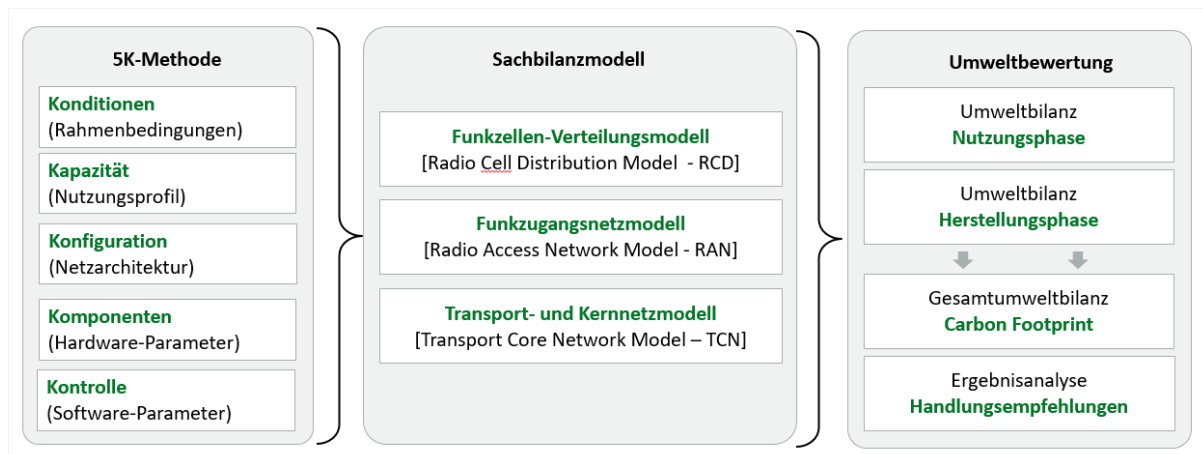 5K-Methode
Konditionen
(Rahmenbedingungen)
Kapazität
(Nutzungsprofil)
Konfiguration
(Netzarchitektur)
Komponenten
(Hardware-Parameter)
Kontrolle
(Software-Parameter)
Sachbilanzmodell
Funkzellen-Verteilungsmodell
[Radio Cell Distribution Model - RCD]
Funkzugangsnetzmodell
[Radio Access Network Model - RAN]
Transport- und Kernnetzmodell
[Transport Core Network Model – TCN]
Umweltbewertung
Umweltbilanz
Nutzungsphase
Umweltbilanz
Herstellungsphase
Gesamtumweltbilanz
Carbon Footprint
Ergebnisanalyse
Handlungsempfehlungen